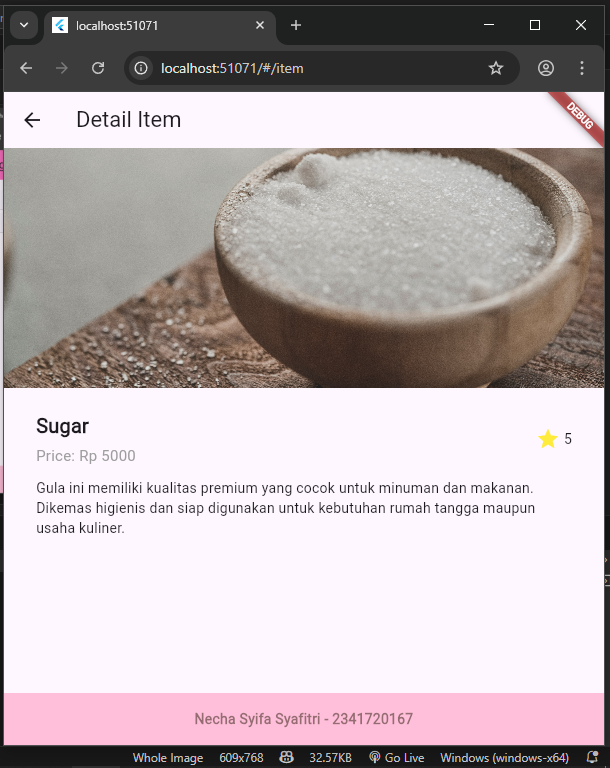 localhost:51071
localhost:51071/#/item
Detail Item
DEBUG
Sugar
5
Price: Rp 5000
Gula ini memiliki kualitas premium yang cocok untuk minuman dan makanan.
Dikemas higienis dan siap digunakan untuk kebutuhan rumah tangga maupun
usaha kuliner.
Necha Syifa Syafitri - 2341720167
Whole Image 609x768 32.57KB Go Live Windows (windows-x64)